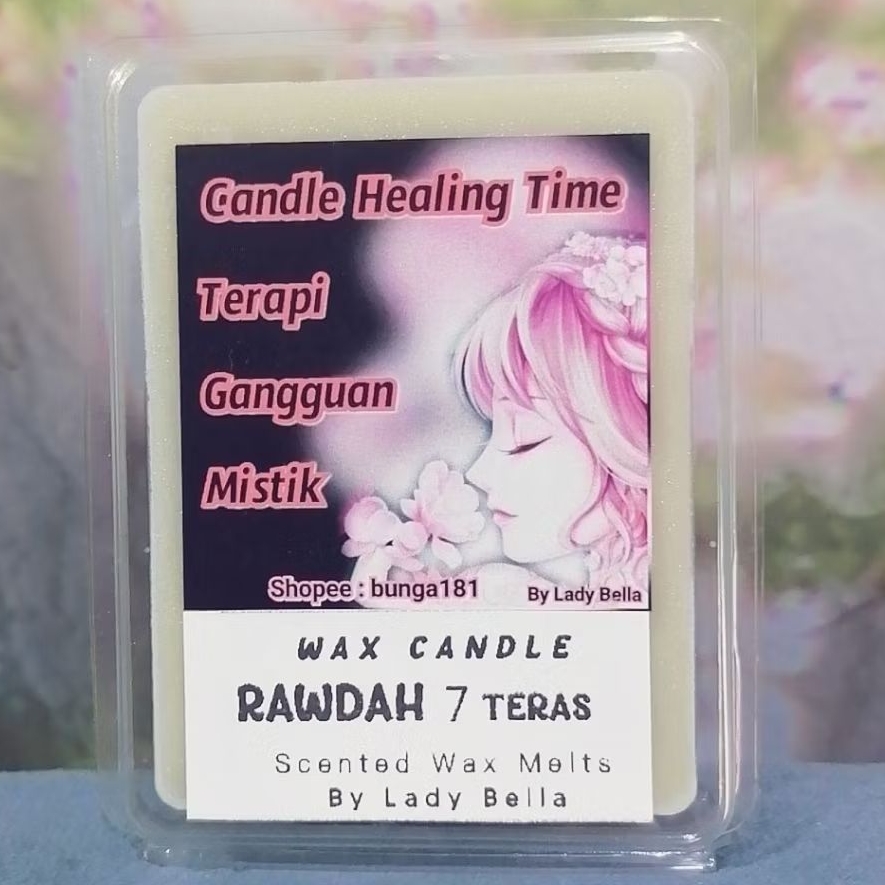 Candle Healing Time
Terapi
Gangguan
Mistik
Shopee : bunga181 By Lady Bella
WAX CANDLE
RAWDAH 7 TERAS
Scented Wax Melts
By Lady Bella